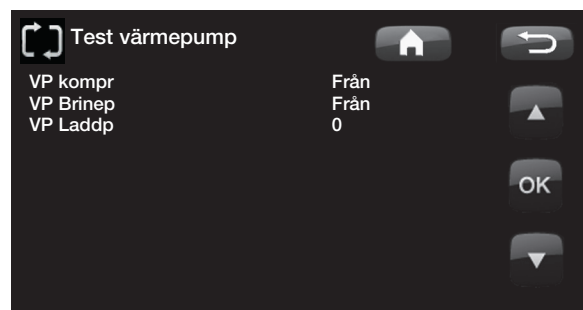 Test värmepump
VP kompr Från
VP Brinep Från
VP Laddp 0
OK